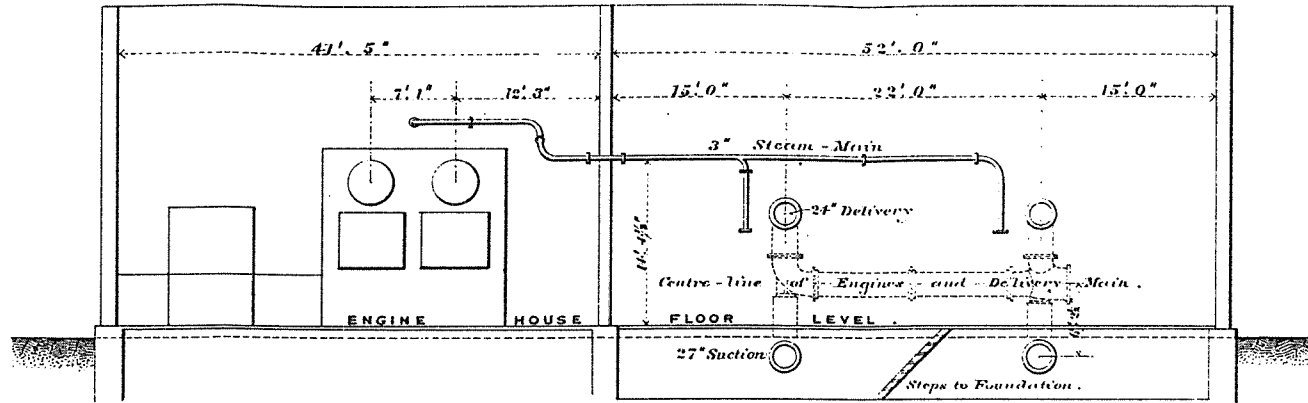 41'. 5" 52'. 0"
7'. 1" 12'. 3" 15'. 0" 22'. 0" 15'. 0"
3" Steam - Main
24" Delivery
14'. 4½"
Centre - line of Engines - and - Delivery - Main .
ENGINE HOUSE FLOOR LEVEL .
27" Suction
Steps to Foundation .